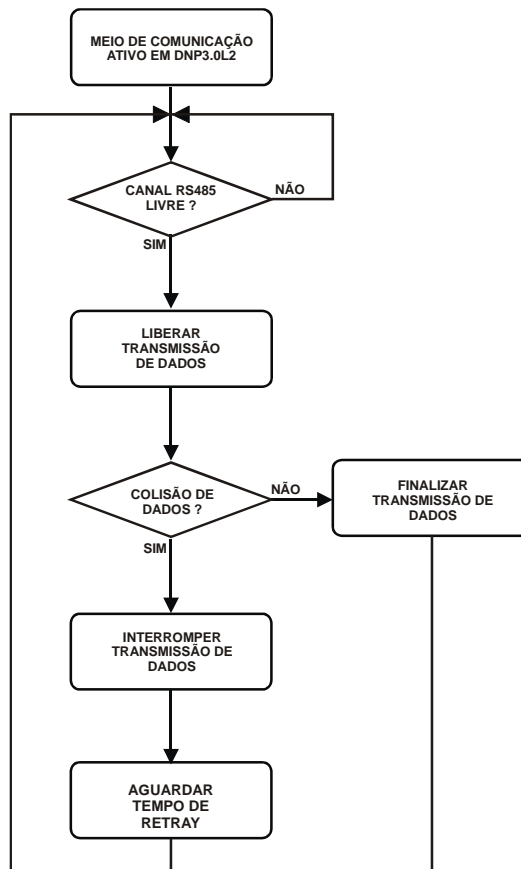 MEIO DE COMUNICAÇÃO
ATIVO EM DNP3.0L2
CANAL RS485
LIVRE ?
NÃO
SIM
LIBERAR
TRANSMISSÃO
DE DADOS
COLISÃO DE
DADOS ?
NÃO
FINALIZAR
TRANSMISSÃO DE
DADOS
SIM
INTERROMPER
TRANSMISSÃO DE
DADOS
AGUARDAR
TEMPO DE
RETRAY